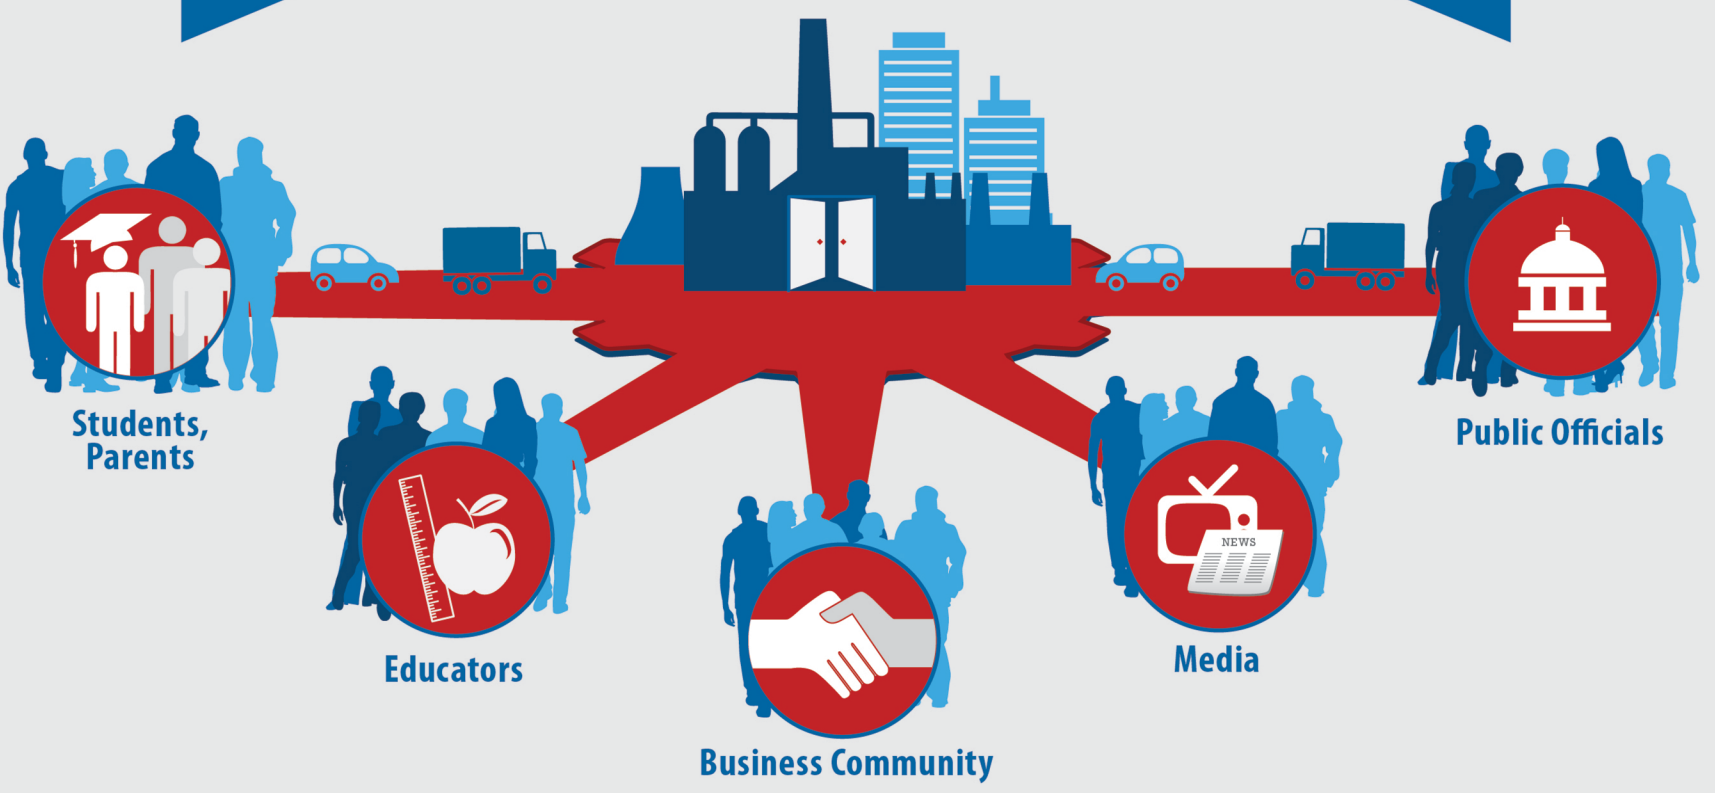 Students,
Parents
Public Officials
Educators
NEWS
Media
Business Community